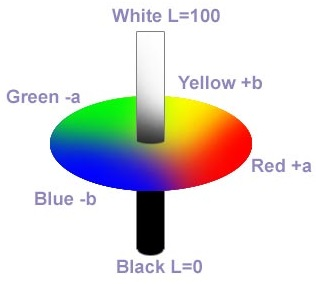 White L=100
Yellow +b
Green -a
Red +a
Blue -b
Black L=0